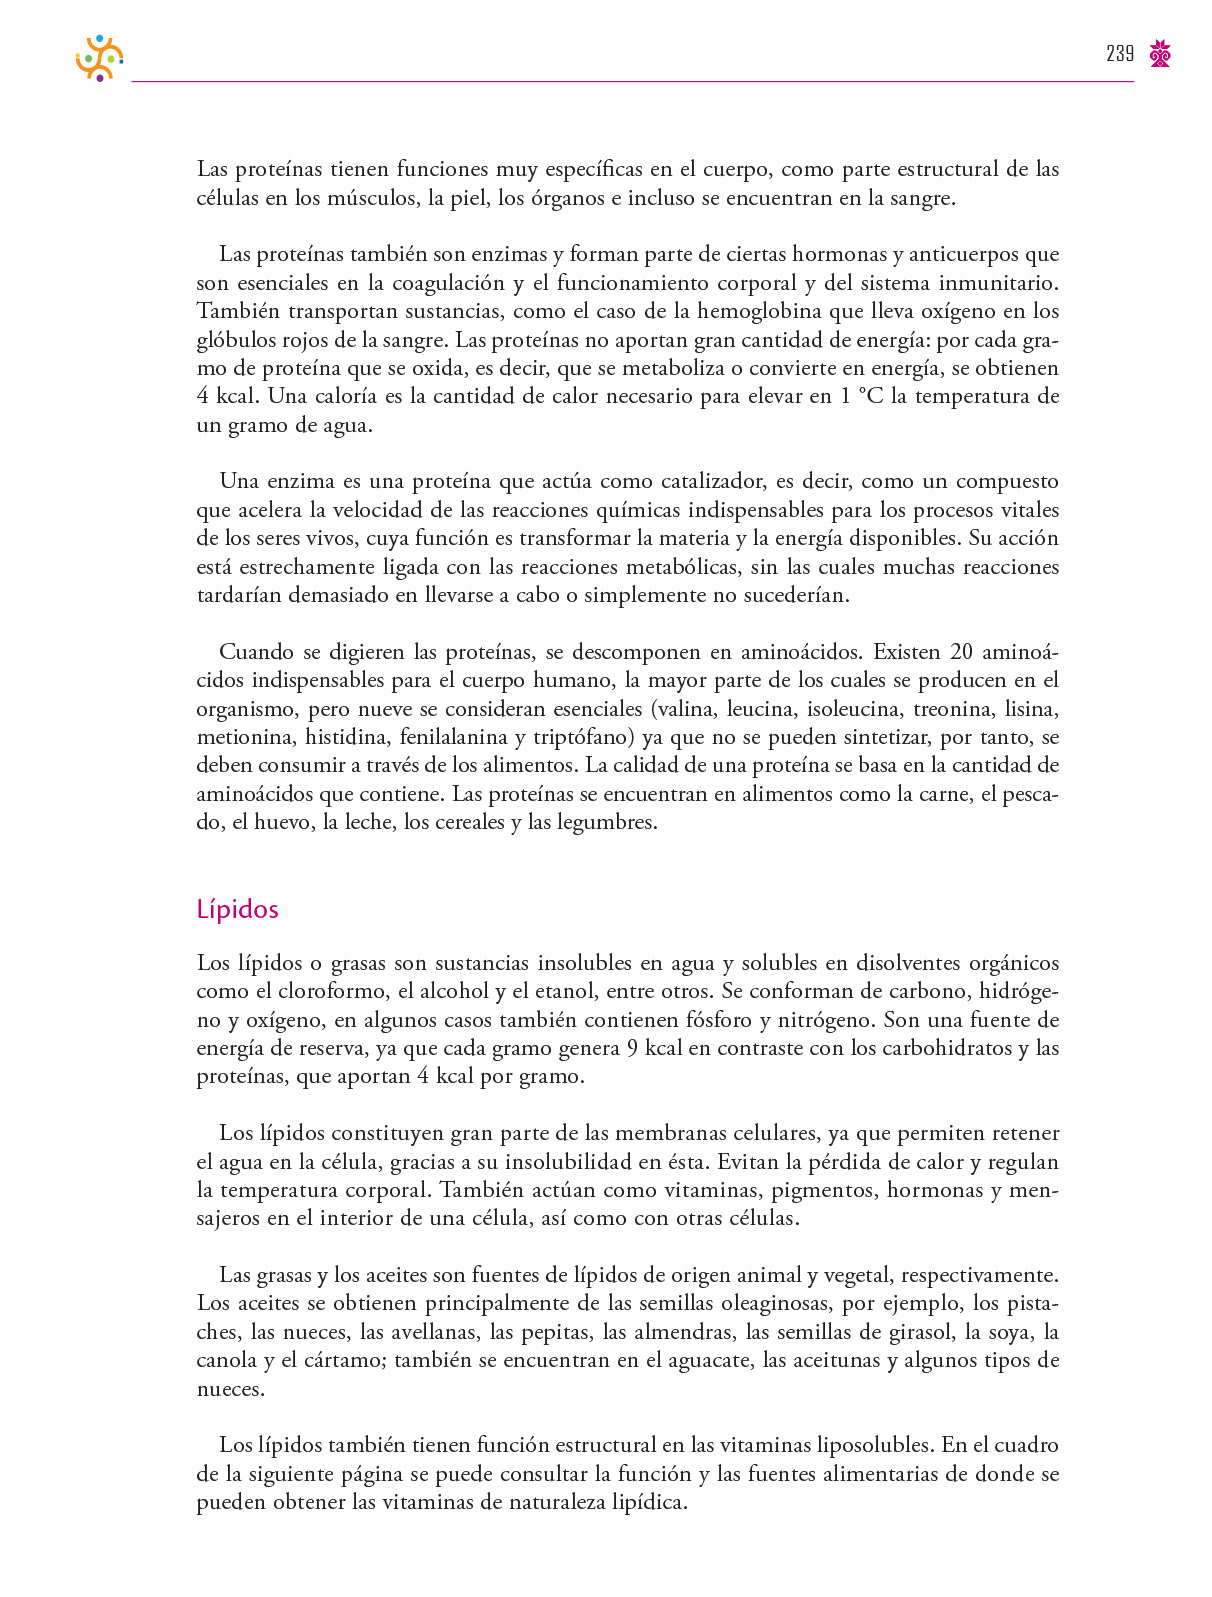 239
Las proteínas tienen funciones muy específicas en el cuerpo, como parte estructural de las
células en los músculos, la piel, los órganos e incluso se encuentran en la sangre.
Las proteínas también son enzimas y forman parte de ciertas hormonas y anticuerpos que
son esenciales en la coagulación y el funcionamiento corporal y del sistema inmunitario.
También transportan sustancias, como el caso de la hemoglobina que lleva oxígeno en los
glóbulos rojos de la sangre. Las proteínas no aportan gran cantidad de energía: por cada gra-
mo de proteína que se oxida, es decir, que se metaboliza o convierte en energía, se obtienen
4 kcal. Una caloría es la cantidad de calor necesario para elevar en 1 °C la temperatura de
un gramo de agua.
Una enzima es una proteína que actúa como catalizador, es decir, como un compuesto
que acelera la velocidad de las reacciones químicas indispensables para los procesos vitales
de los seres vivos, cuya función es transformar la materia y la energía disponibles. Su acción
está estrechamente ligada con las reacciones metabólicas, sin las cuales muchas reacciones
tardarían demasiado en llevarse a cabo o simplemente no sucederían.
Cuando se digieren las proteínas, se descomponen en aminoácidos. Existen 20 aminoá-
cidos indispensables para el cuerpo humano, la mayor parte de los cuales se producen en el
organismo, pero nueve se consideran esenciales (valina, leucina, isoleucina, treonina, lisina,
metionina, histidina, fenilalanina y triptófano) ya que no se pueden sintetizar, por tanto, se
deben consumir a través de los alimentos. La calidad de una proteína se basa en la cantidad de
aminoácidos que contiene. Las proteínas se encuentran en alimentos como la carne, el pesca-
do, el huevo, la leche, los cereales y las legumbres.
Lípidos
Los lípidos o grasas son sustancias insolubles en agua y solubles en disolventes orgánicos
como el cloroformo, el alcohol y el etanol, entre otros. Se conforman de carbono, hidróge-
no y oxígeno, en algunos casos también contienen fósforo y nitrógeno. Son una fuente de
energía de reserva, ya que cada gramo genera 9 kcal en contraste con los carbohidratos y las
proteínas, que aportan 4 kcal por gramo.
Los lípidos constituyen gran parte de las membranas celulares, ya que permiten retener
el agua en la célula, gracias a su insolubilidad en ésta. Evitan la pérdida de calor y regulan
la temperatura corporal. También actúan como vitaminas, pigmentos, hormonas y men-
sajeros en el interior de una célula, así como con otras células.
Las grasas y los aceites son fuentes de lípidos de origen animal y vegetal, respectivamente.
Los aceites se obtienen principalmente de las semillas oleaginosas, por ejemplo, los pista-
ches, las nueces, las avellanas, las pepitas, las almendras, las semillas de girasol, la soya, la
canola y el cártamo; también se encuentran en el aguacate, las aceitunas y algunos tipos de
nueces.
Los lípidos también tienen función estructural en las vitaminas liposolubles. En el cuadro
de la siguiente página se puede consultar la función y las fuentes alimentarias de donde se
pueden obtener las vitaminas de naturaleza lipídica.